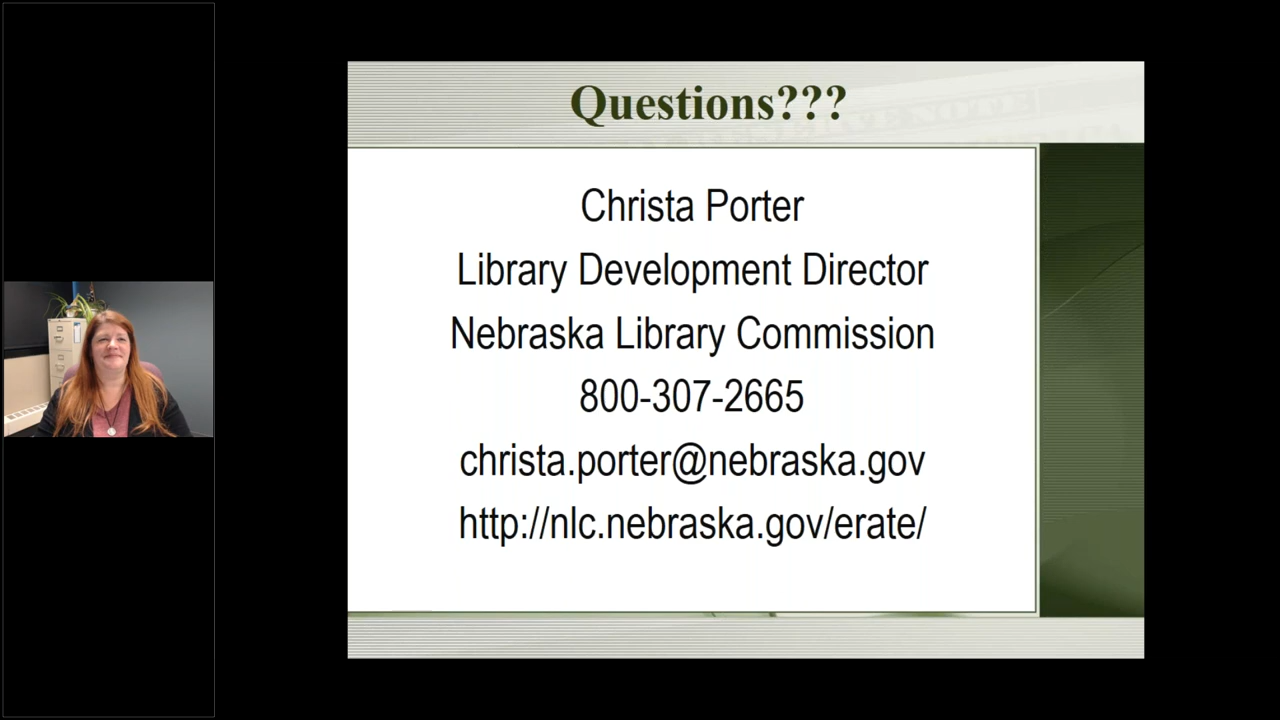 Questions???
Christa Porter
Library Development Director
Nebraska Library Commission
800-307-2665
christa.porter@nebraska.gov
http://nlc.nebraska.gov/erate/